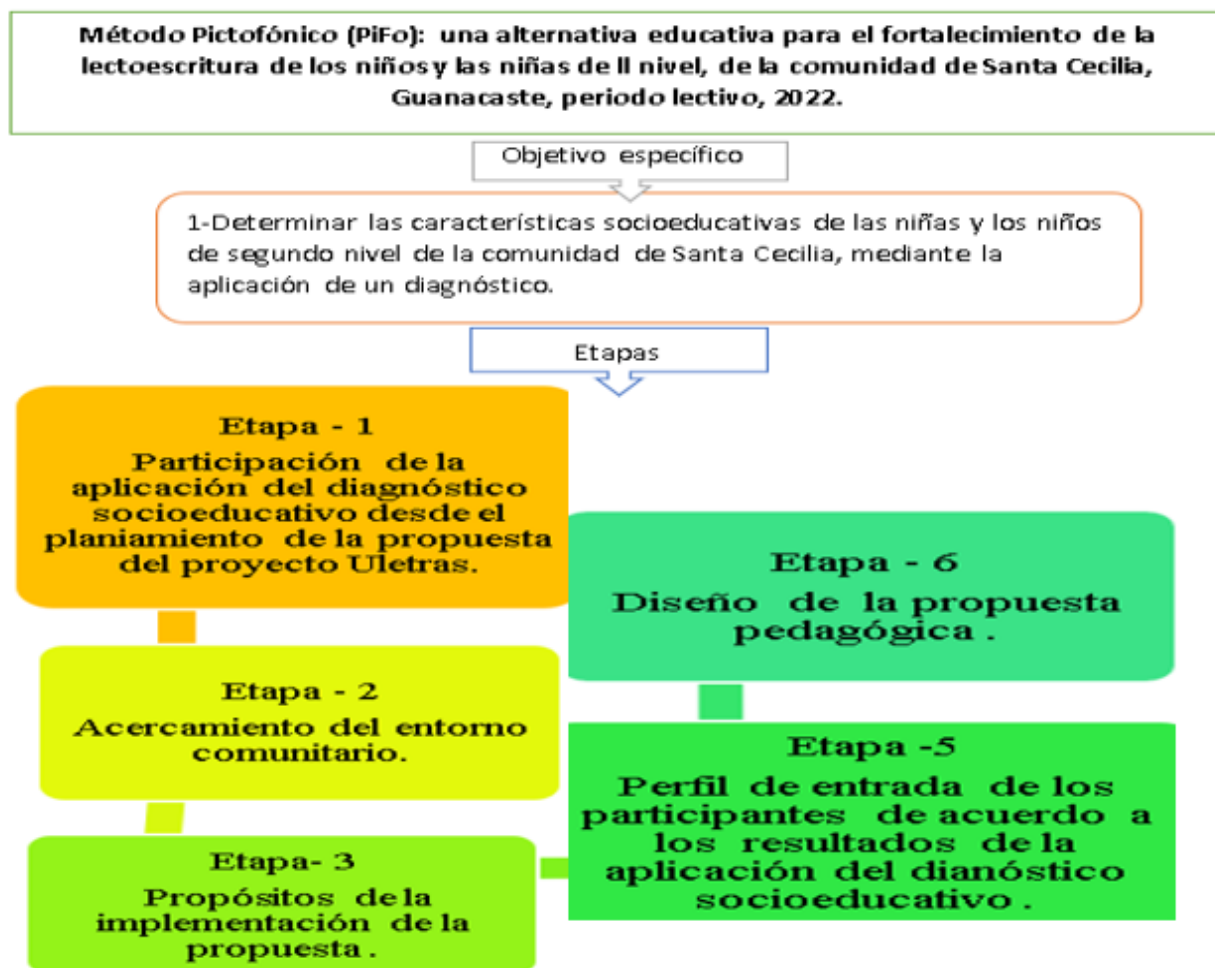 Método Pictofónico (PiFo): una alternativa educativa para el fortalecimiento de la
lectoescritura de los niños y las niñas de II nivel, de la comunidad de Santa Cecilia,
Guanacaste, periodo lectivo, 2022.
Objetivo específico
1-Determinar las características socioeducativas de las niñas y los niños
de segundo nivel de la comunidad de Santa Cecilia, mediante la
aplicación de un diagnóstico.
Etapas
Etapa - 1
Participación de la
aplicación del diagnóstico
socioeducativo desde el
planiamiento de la propuesta
del proyecto Uletras.
Etapa - 2
Acercamiento del entorno
comunitario.
Etapa- 3
Propósitos de la
implementación de la
propuesta .
Etapa -5
Perfil de entrada de los
participantes de acuerdo a
los resultados de la
aplicación del dianóstico
socioeducativo .
Etapa - 6
Diseño de la propuesta
pedagógica .